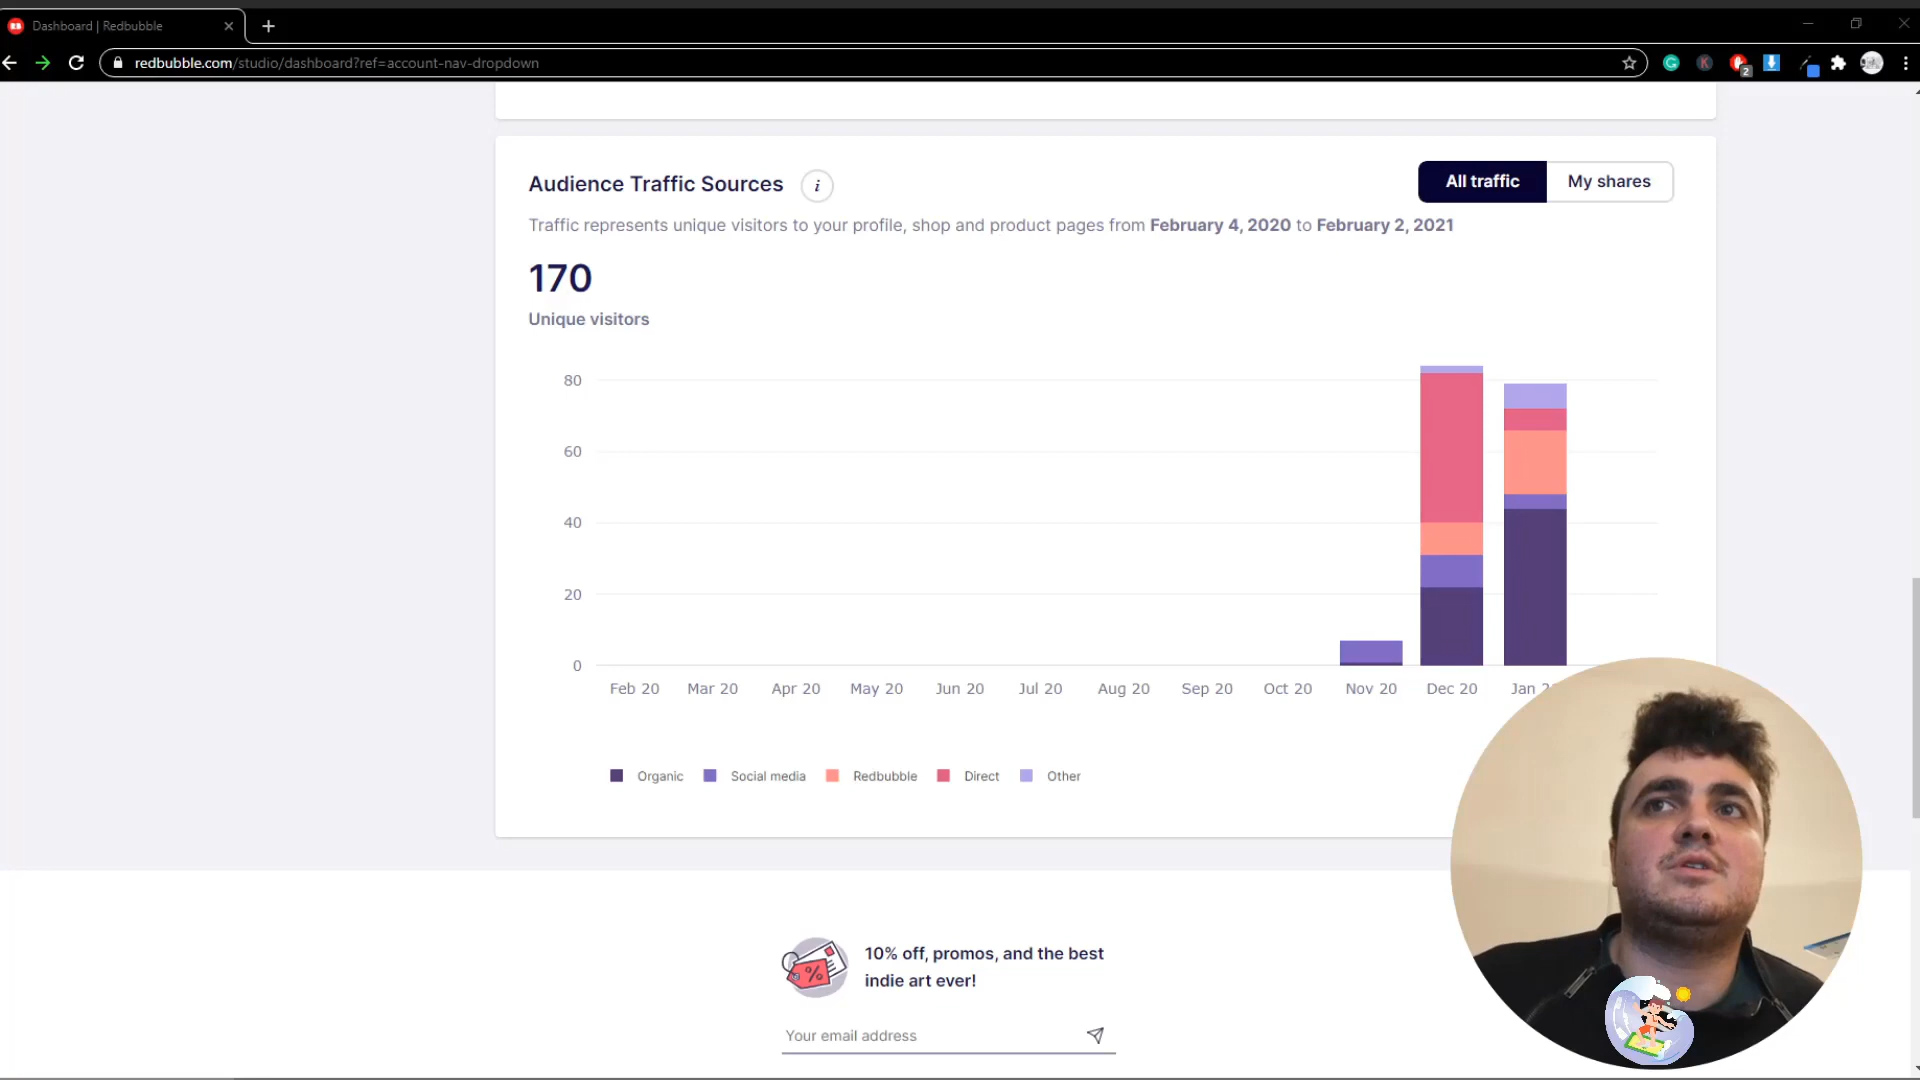 Dashboard | Redbubble
redbubble.com/studio/dashboard?ref=account-nav-dropdown
2
Audience Traffic Sources
i
All traffic
My shares
Traffic represents unique visitors to your profile, shop and product pages from February 4, 2020 to February 2, 2021
170
Unique visitors
80
60
40
20
0
Feb 20 Mar 20 Apr 20 May 20 Jun 20 Jul 20 Aug 20 Sep 20 Oct 20 Nov 20 Dec 20 Jan
Organic Social media Redbubble Direct Other
10% off, promos, and the best
indie art ever!
Your email address